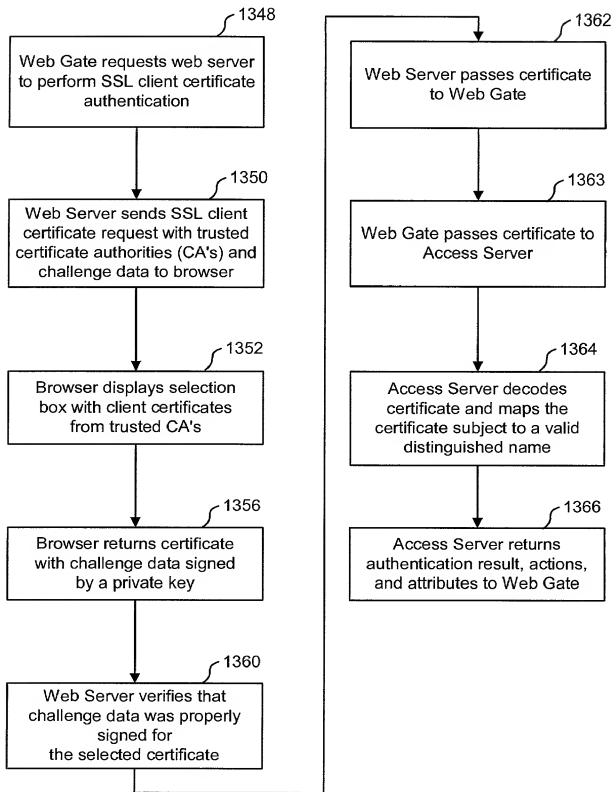 1348
Web Gate requests web server
to perform SSL client certificate
authentication
1350
Web Server sends SSL client
certificate request with trusted
certificate authorities (CA's) and
challenge data to browser
1352
Browser displays selection
box with client certificates
from trusted CA's
1356
Browser returns certificate
with challenge data signed
by a private key
1360
Web Server verifies that
challenge data was properly
signed for
the selected certificate
1362
Web Server passes certificate
to Web Gate
1363
Web Gate passes certificate to
Access Server
1364
Access Server decodes
certificate and maps the
certificate subject to a valid
distinguished name
1366
Access Server returns
authentication result, actions,
and attributes to Web Gate